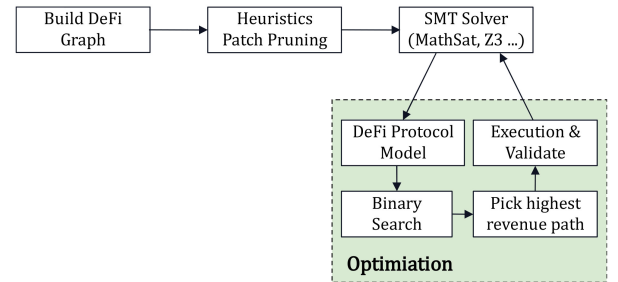 Build DeFi
Graph
Heuristics
Patch Pruning
SMT Solver
(MathSat, Z3 ...)
DeFi Protocol
Model
Execution &
Validate
Binary
Search
Pick highest
revenue path
Optimiation